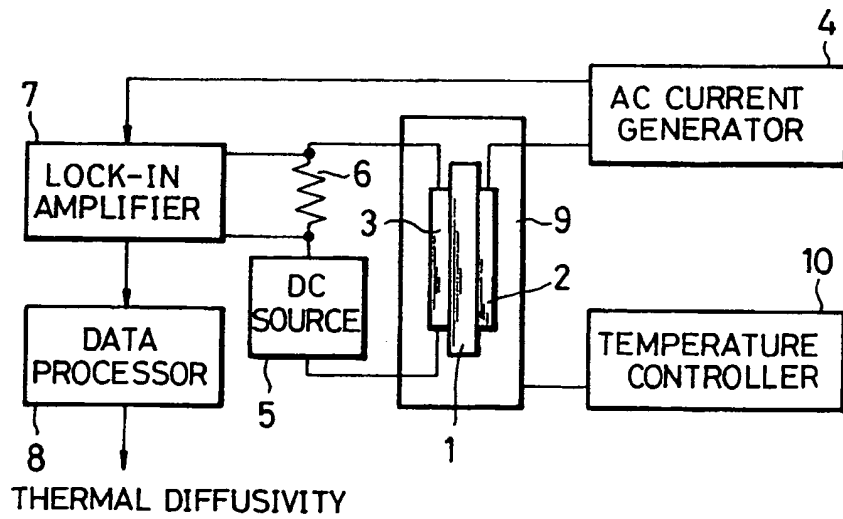 4
AC CURRENT
GENERATOR
7
LOCK-IN
AMPLIFIER
6
3
9
2
DC
SOURCE
10
DATA
PROCESSOR
TEMPERATURE
CONTROLLER
5
1
8
THERMAL DIFFUSIVITY